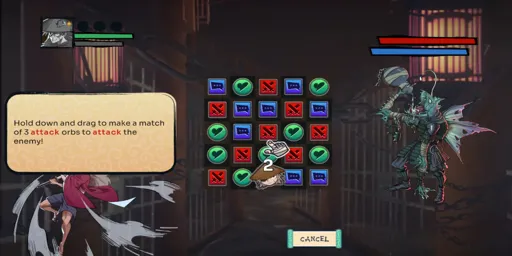 Hold down and drag to make a match
of 3 attack orbs to attack the
enemy!
2
CANCEL